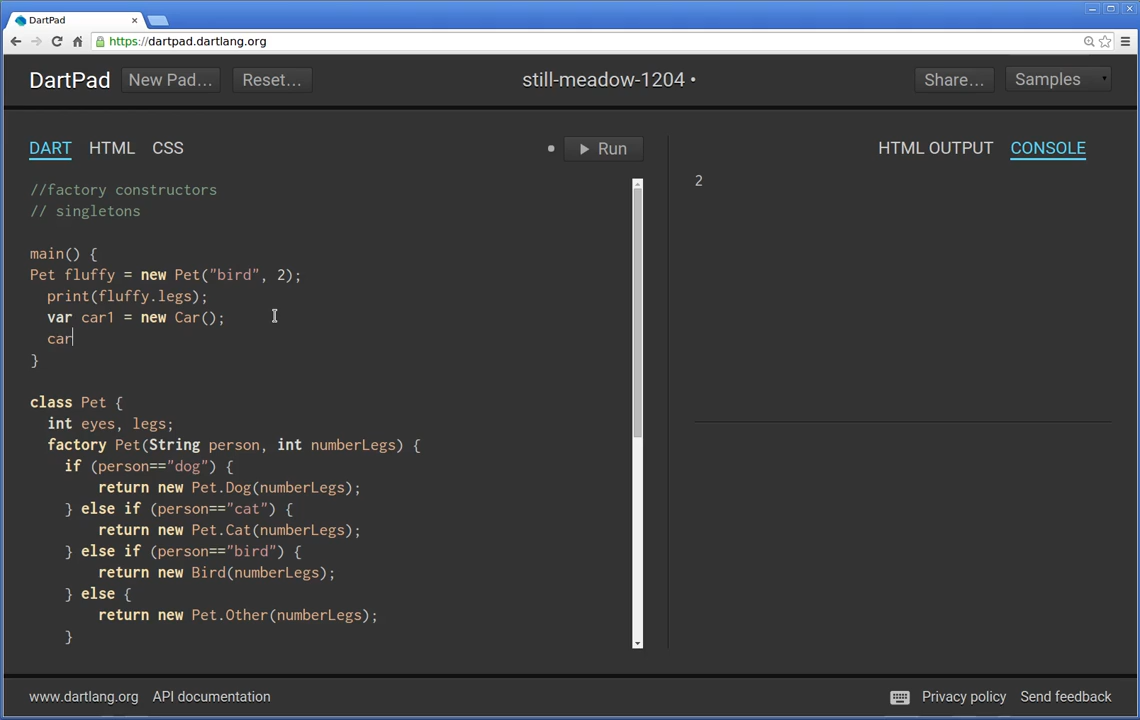 DartPad
https://dartpad.dartlang.org
DartPad New Pad... Reset... still-meadow-1204 • Share... Samples
DART HTML CSS Run HTML OUTPUT CONSOLE
//factory constructors
// singletons
main() {
Pet fluffy = new Pet("bird", 2);
print(fluffy.legs);
var car1 = new Car();
car
}
class Pet {
int eyes, legs;
factory Pet(String person, int numberLegs) {
if (person=="dog") {
return new Pet.Dog(numberLegs);
} else if (person=="cat") {
return new Pet.Cat(numberLegs);
} else if (person=="bird") {
return new Bird(numberLegs);
} else {
return new Pet.Other(numberLegs);
}
2
www.dartlang.org API documentation Privacy policy Send feedback